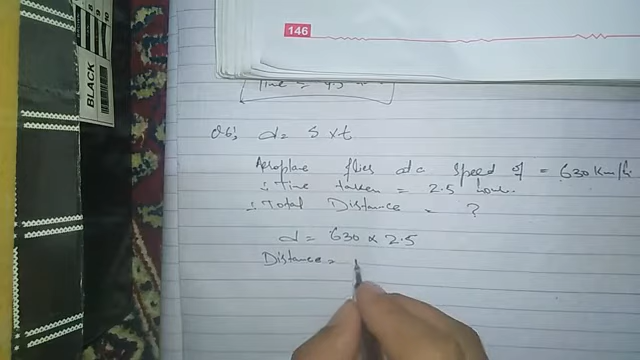 146
BLACK
Q6: d = S x t
Aeroplane flies at a speed of = 630 Km/h
∴ Time taken = 2.5 hour.
∴ Total Distance = ?
d = 630 x 2.5
Distance =